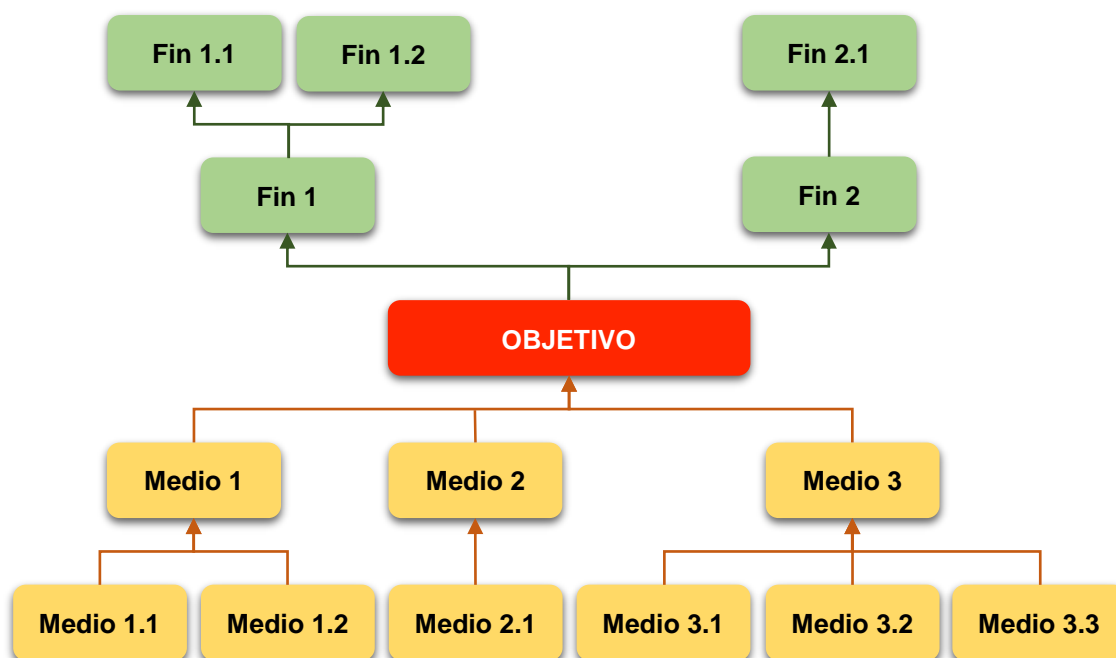 Fin 1.1
Fin 1.2
Fin 2.1
Fin 1
Fin 2
OBJETIVO
Medio 1
Medio 2
Medio 3
Medio 1.1
Medio 1.2
Medio 2.1
Medio 3.1
Medio 3.2
Medio 3.3